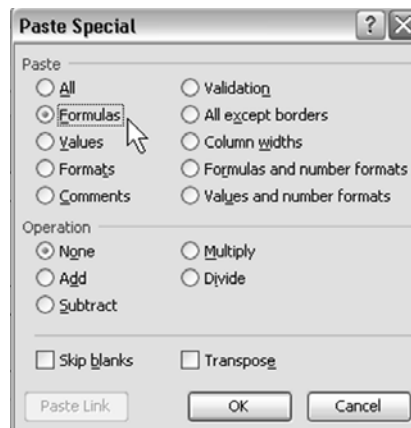 Paste Special
Paste
All
Formulas
Values
Formats
Comments
Validation
All except borders
Column widths
Formulas and number formats
Values and number formats
Operation
None
Add
Subtract
Multiply
Divide
Skip blanks
Transpose
Paste Link
OK
Cancel